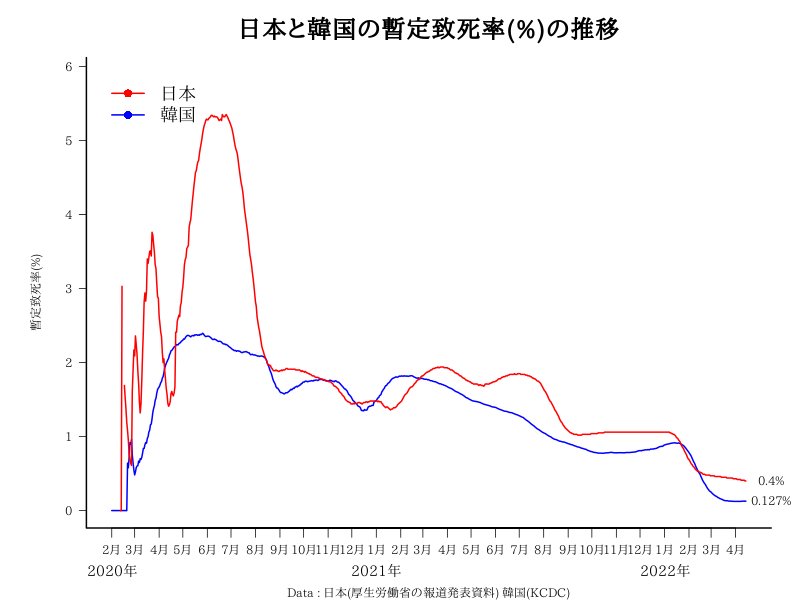 日本と韓国の暫定致死率(%)の推移
6
5
4
3
2
1
0
暫定致死率(%)
日本
韓国
0.4%
0.127%
2月 3月 4月 5月 6月 7月 8月 9月 10月 11月 12月 1月 2月 3月 4月 5月 6月 7月 8月 9月 10月 11月 12月 1月 2月 3月 4月
2020年 2021年 2022年
Data : 日本(厚生労働省の報道発表資料) 韓国(KCDC)